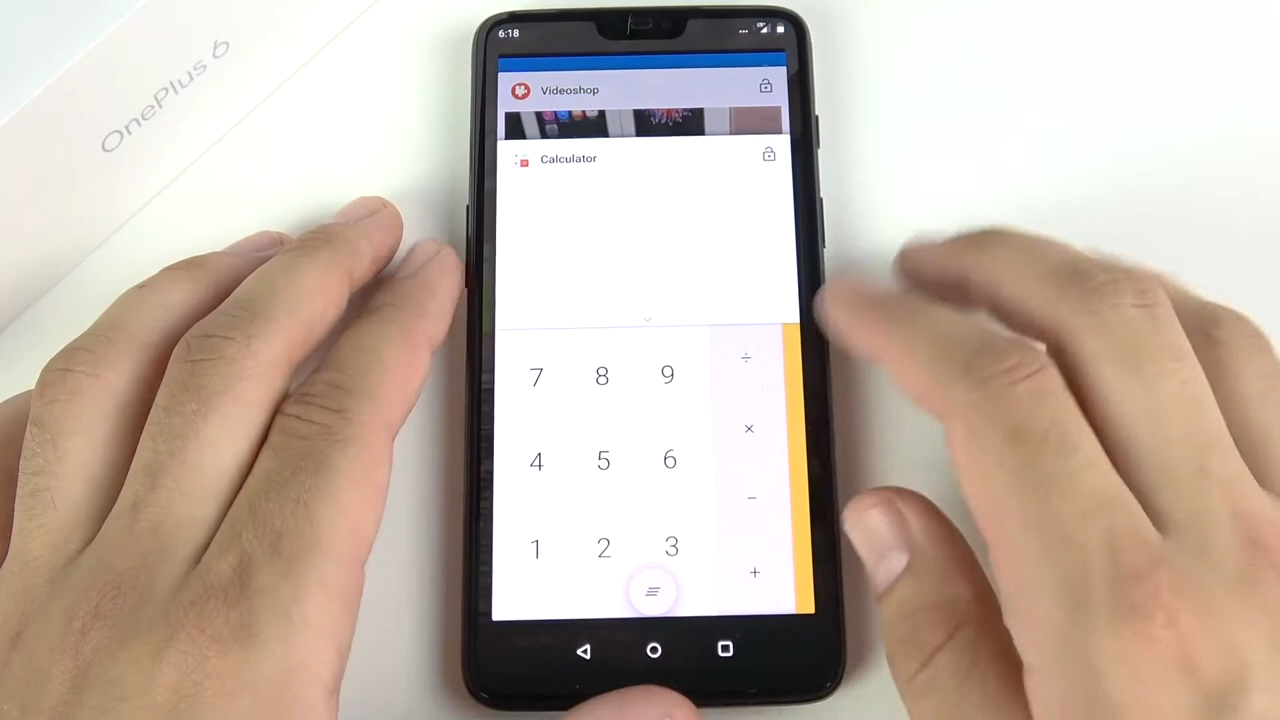 OnePlus 6
6:18
Videoshop
Calculator
7 8 9 ÷
4 5 6 ×
1 2 3 −
+